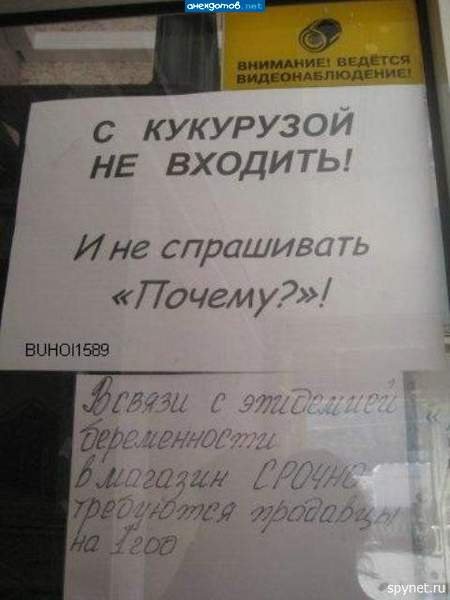 анекдотов.net
ВНИМАНИЕ! ВЕДЁТСЯ
ВИДЕОНАБЛЮДЕНИЕ!
С КУКУРУЗОЙ
НЕ ВХОДИТЬ!
И не спрашивать
«Почему?»!
BUHOI1589
В связи с эпидемией
беременности
в магазин СРОЧНО
требуются продавцы
на 1 год
spynet.ru